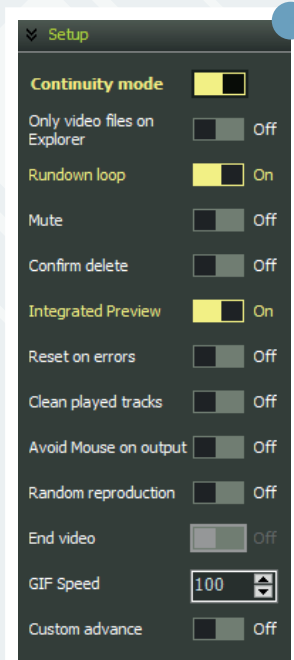 Setup
Continuity mode
Only video files on Off
Explorer
Rundown loop On
Mute Off
Confirm delete Off
Integrated Preview On
Reset on errors Off
Clean played tracks Off
Avoid Mouse on output Off
Random reproduction Off
End video Off
GIF Speed 100
Custom advance Off